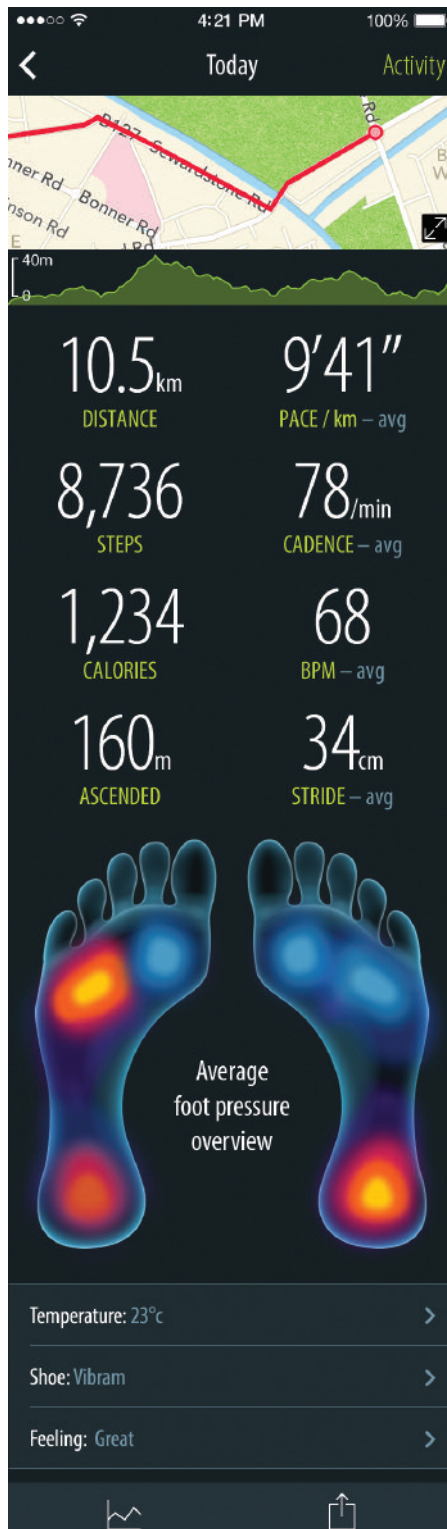 4:21 PM
100%
Today
Activity
B127 - Sewardstone Rd
Rd
Bonner Rd
nner Rd
nson Rd
40m
0
10.5km
9’41”
DISTANCE
PACE / km – avg
8,736
78/min
STEPS
CADENCE – avg
1,234
68
CALORIES
BPM – avg
160m
34cm
ASCENDED
STRIDE – avg
Average
foot pressure
overview
Temperature: 23°c
Shoe: Vibram
Feeling: Great